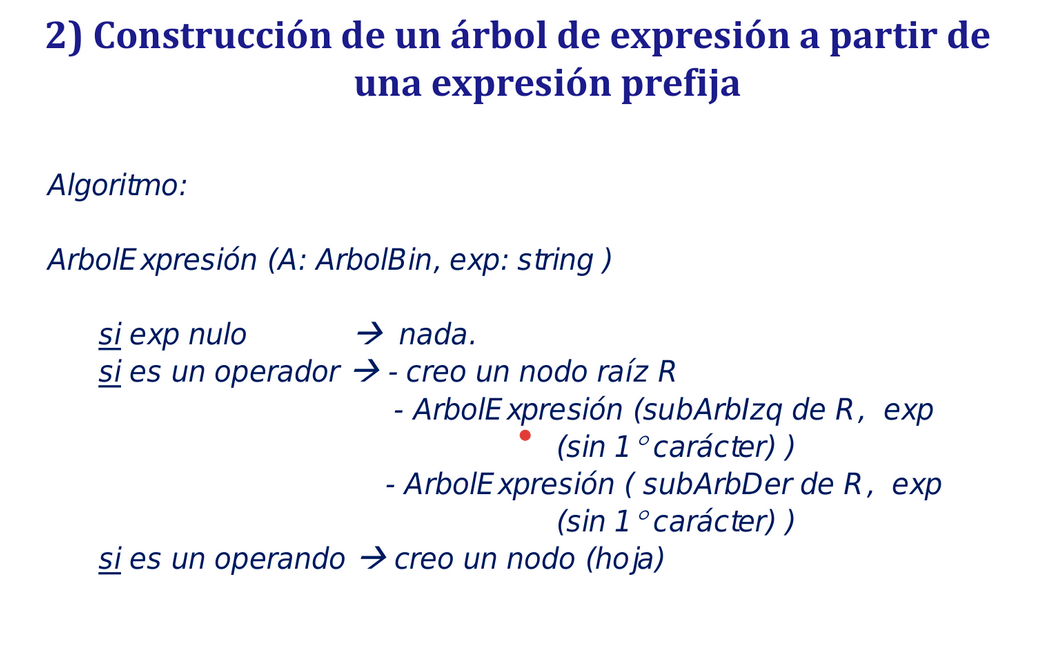 2) Construcción de un árbol de expresión a partir de
una expresión prefija
Algoritmo:
ArbolExpresión (A: ArbolBin, exp: string )
si exp nulo → nada.
si es un operador → - creo un nodo raíz R
- ArbolExpresión (subArbIzq de R, exp
(sin 1° carácter) )
- ArbolExpresión ( subArbDer de R, exp
(sin 1° carácter) )
si es un operando → creo un nodo (hoja)